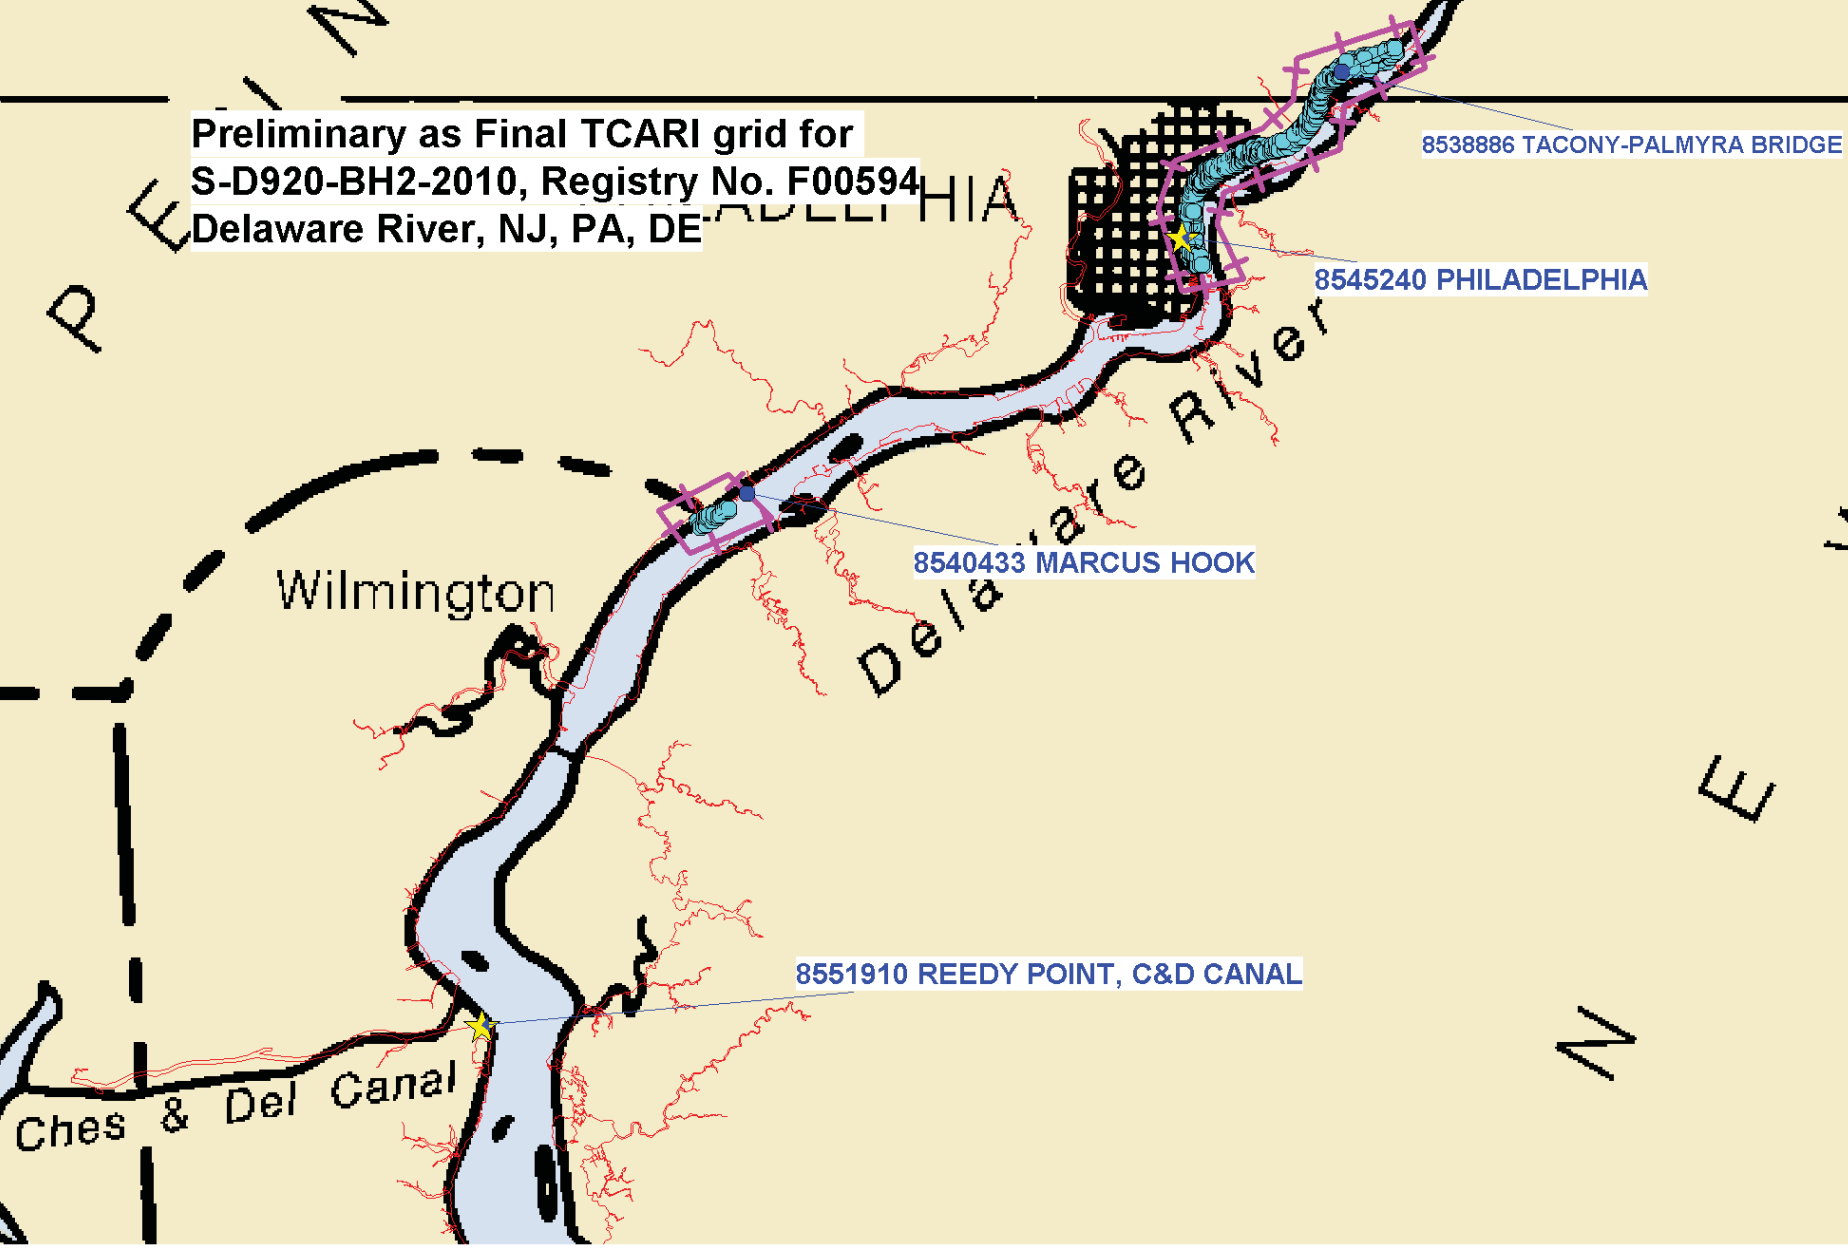 P E N N
Preliminary as Final TCARI grid for
S-D920-BH2-2010, Registry No. F00594
Delaware River, NJ, PA, DE
8538886 TACONY-PALMYRA BRIDGE
8545240 PHILADELPHIA
Delaware River
8540433 MARCUS HOOK
Wilmington
8551910 REEDY POINT, C&D CANAL
Ches & Del Canal
N E